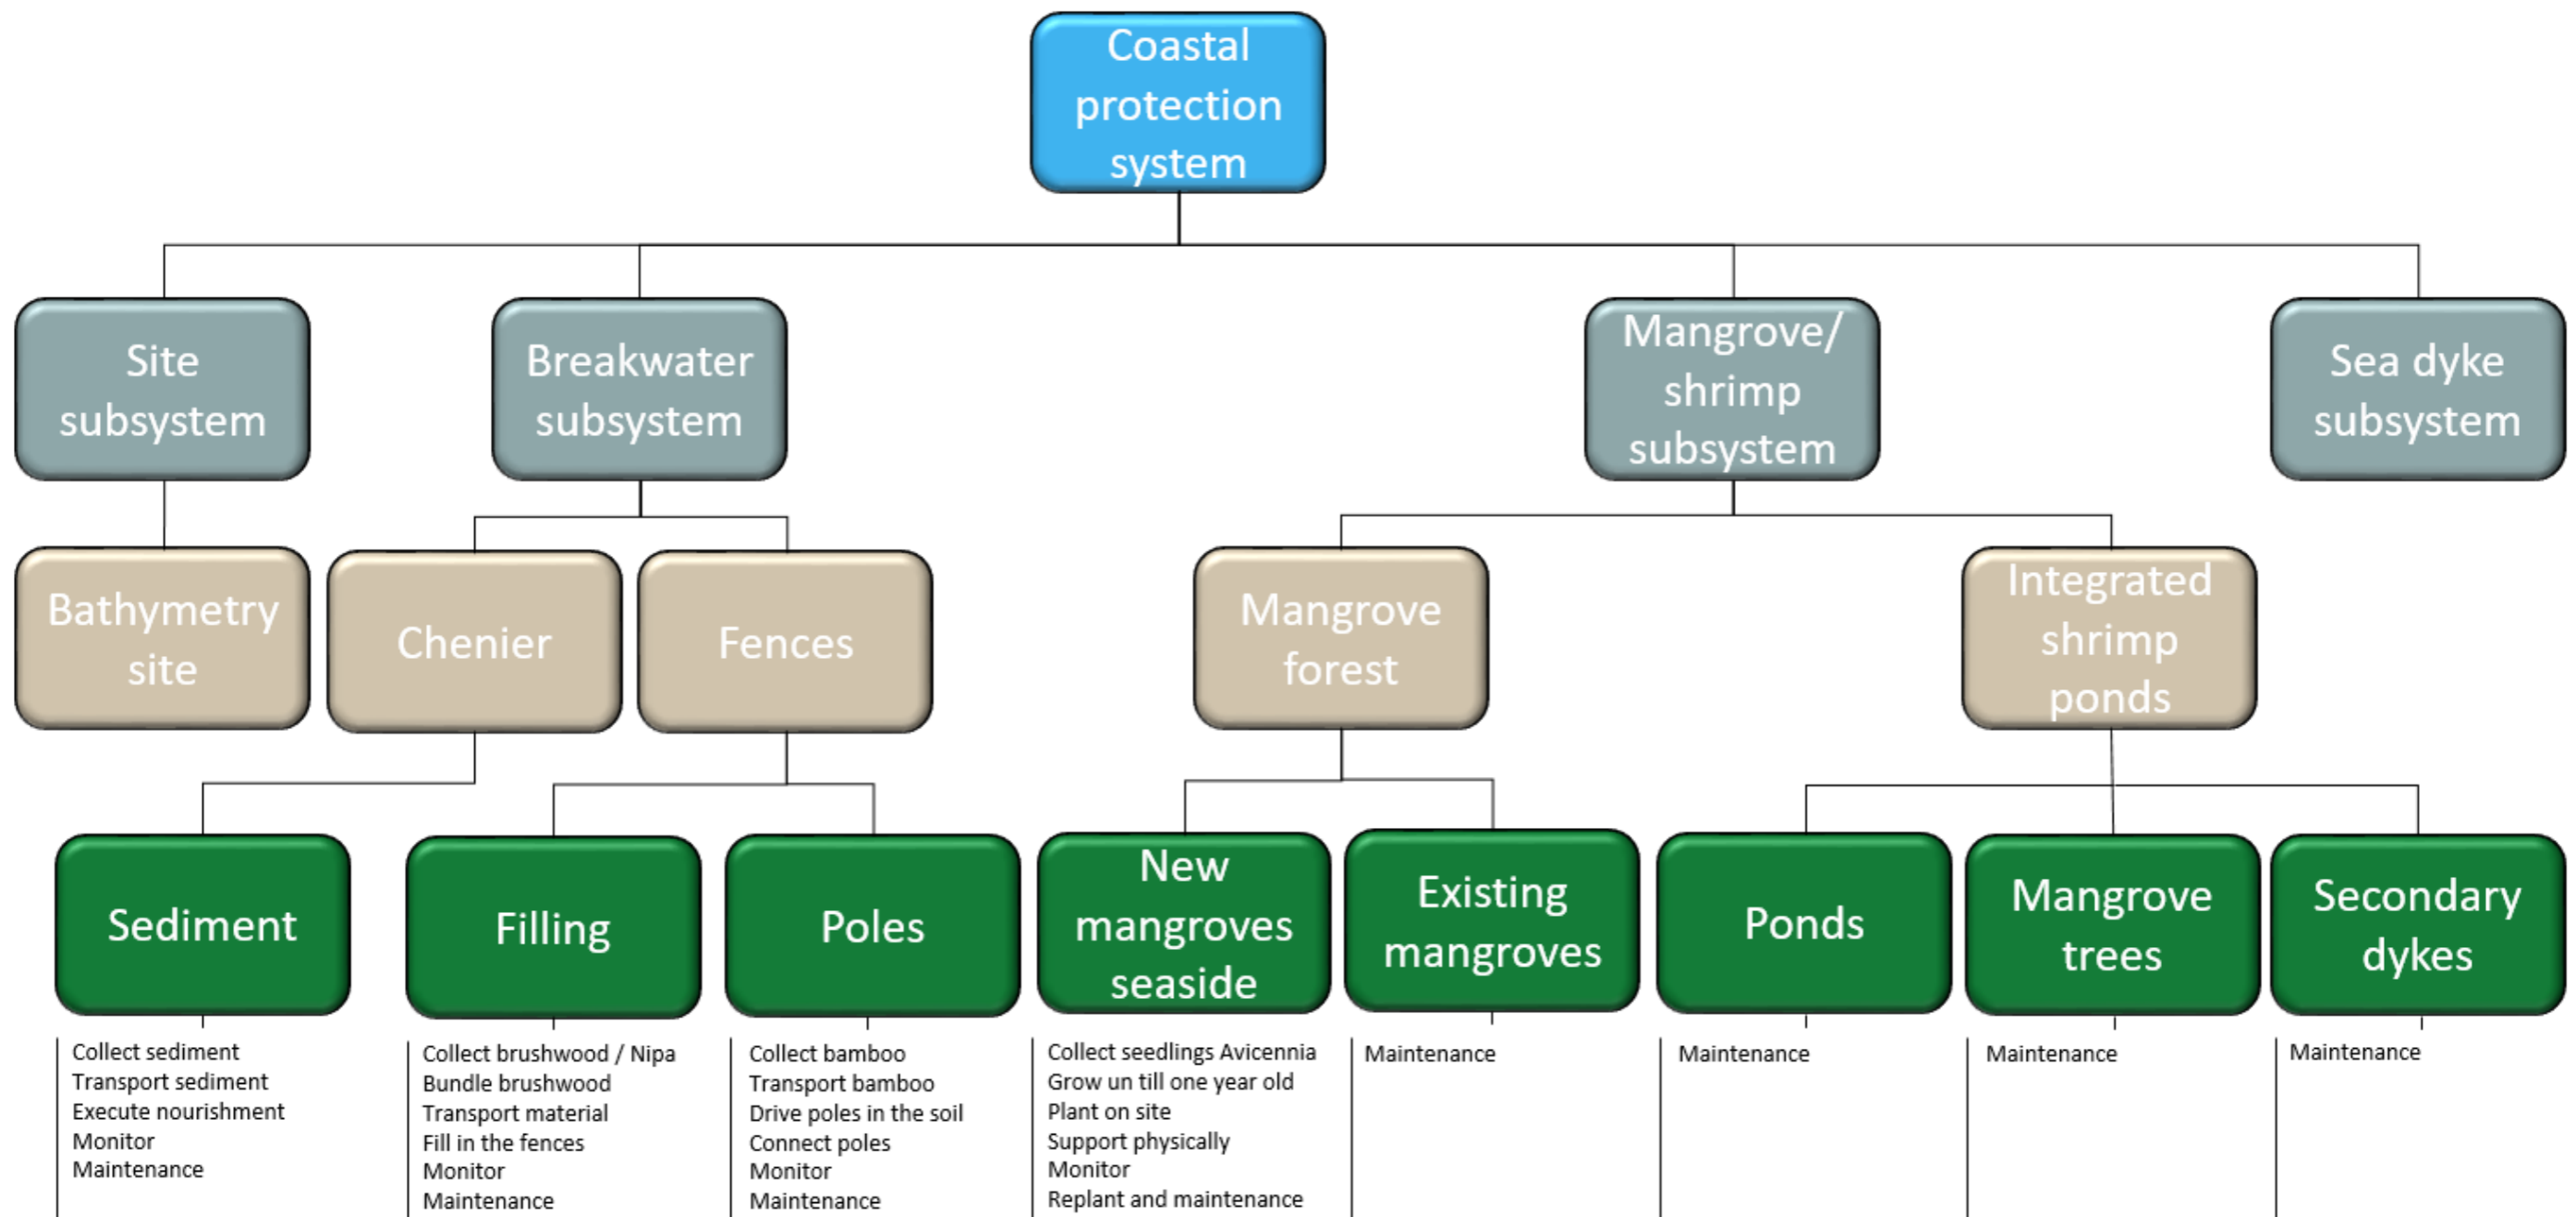 Coastal
protection
system
Site
subsystem
Breakwater
subsystem
Mangrove/
shrimp
subsystem
Sea dyke
subsystem
Bathymetry
site
Chenier
Fences
Mangrove
forest
Integrated
shrimp
ponds
Sediment
Filling
Poles
New
mangroves
seaside
Existing
mangroves
Ponds
Mangrove
trees
Secondary
dykes
Collect sediment
Transport sediment
Execute nourishment
Monitor
Maintenance
Collect brushwood / Nipa
Bundle brushwood
Transport material
Fill in the fences
Monitor
Maintenance
Collect bamboo
Transport bamboo
Drive poles in the soil
Connect poles
Monitor
Maintenance
Collect seedlings Avicennia
Grow un till one year old
Plant on site
Support physically
Monitor
Replant and maintenance
Maintenance
Maintenance
Maintenance
Maintenance